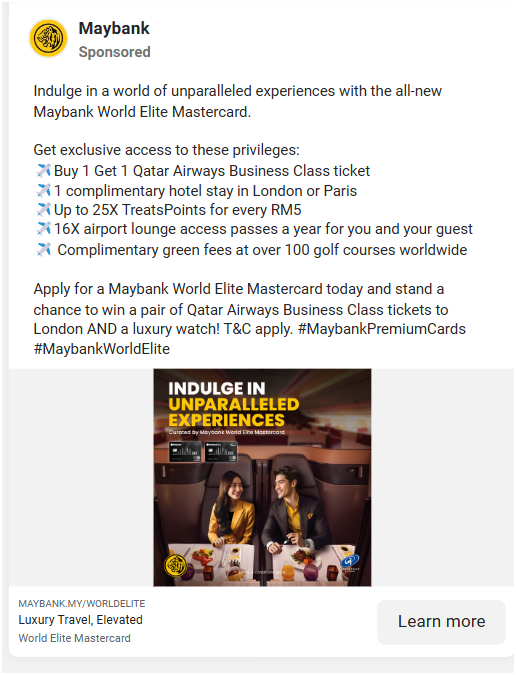 Maybank
Sponsored
Indulge in a world of unparalleled experiences with the all-new
Maybank World Elite Mastercard.
Get exclusive access to these privileges:
✈️Buy 1 Get 1 Qatar Airways Business Class ticket
✈️1 complimentary hotel stay in London or Paris
✈️Up to 25X TreatsPoints for every RM5
✈️16X airport lounge access passes a year for you and your guest
✈️ Complimentary green fees at over 100 golf courses worldwide
Apply for a Maybank World Elite Mastercard today and stand a
chance to win a pair of Qatar Airways Business Class tickets to
London AND a luxury watch! T&C apply. #MaybankPremiumCards
#MaybankWorldElite
INDULGE IN
UNPARALLELED
EXPERIENCES
Curated by Maybank World Elite Mastercard
MAYBANK.MY/WORLDELITE
Luxury Travel, Elevated
World Elite Mastercard
Learn more